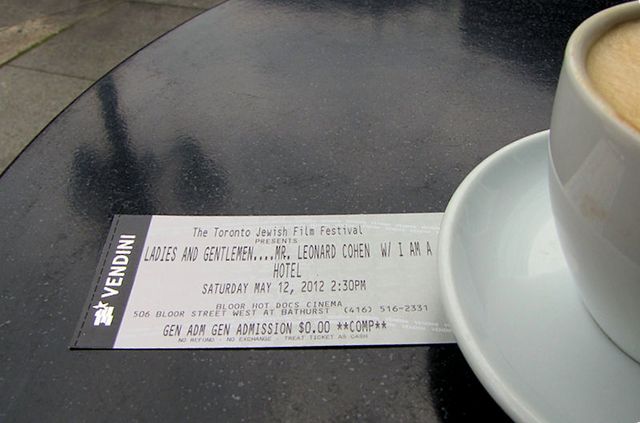 The Toronto Jewish Film Festival
PRESENTS
LADIES AND GENTLEMEN....MR. LEONARD COHEN W/ I AM A
HOTEL
SATURDAY MAY 12, 2012 2:30PM
BLOOR HOT DOCS CINEMA
506 BLOOR STREET WEST AT BATHURST (416) 516-2331
GEN ADM GEN ADMISSION $0.00 **COMP**
NO REFUND - NO EXCHANGE - TREAT TICKET AS CASH
VENDINI